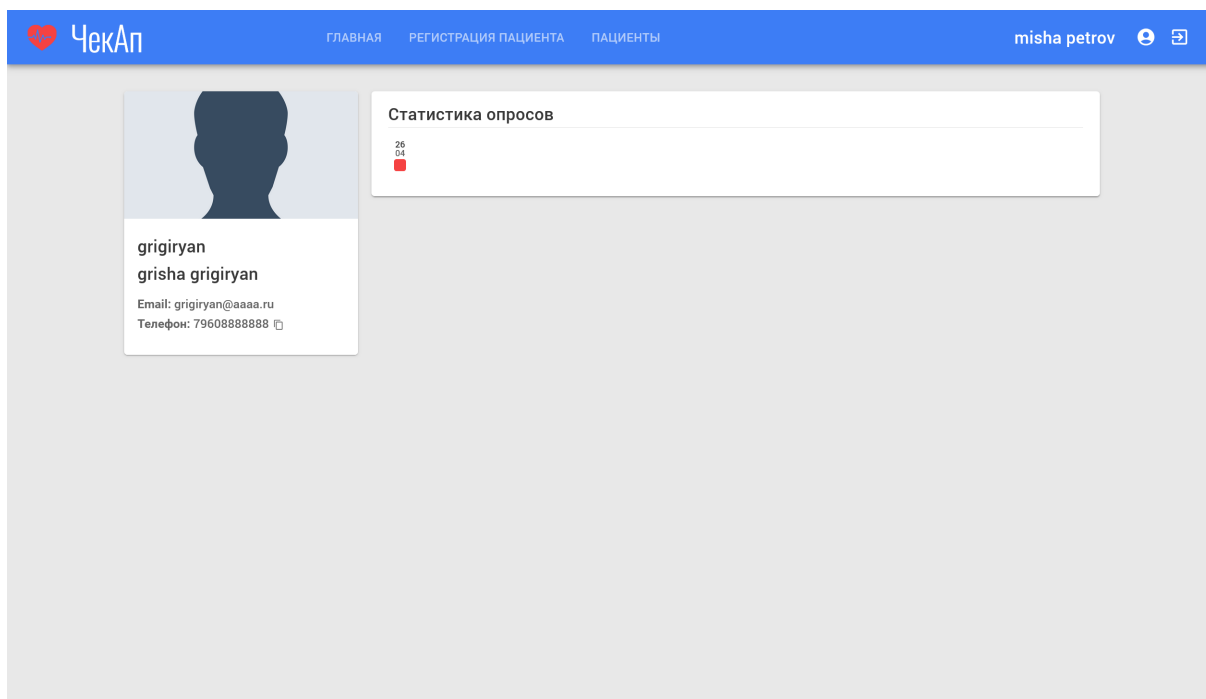 ЧекАп
ГЛАВНАЯ РЕГИСТРАЦИЯ ПАЦИЕНТА ПАЦИЕНТЫ
misha petrov
grigiryan
grisha grigiryan
Email: grigiryan@aaaa.ru
Телефон: 79608888888
Статистика опросов
26
04